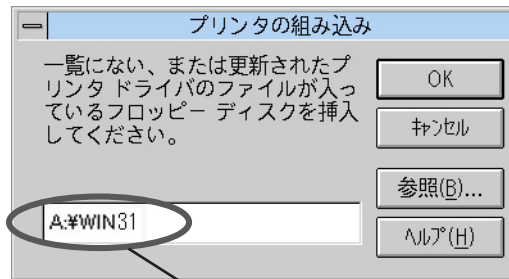 プリンタの組み込み
一覧にない、または更新されたプ
リンタ ドライバのファイルが入っ
ているフロッピー ディスクを挿入
してください。
OK
キャンセル
参照(B)...
ヘルプ(H)
A:¥WIN31